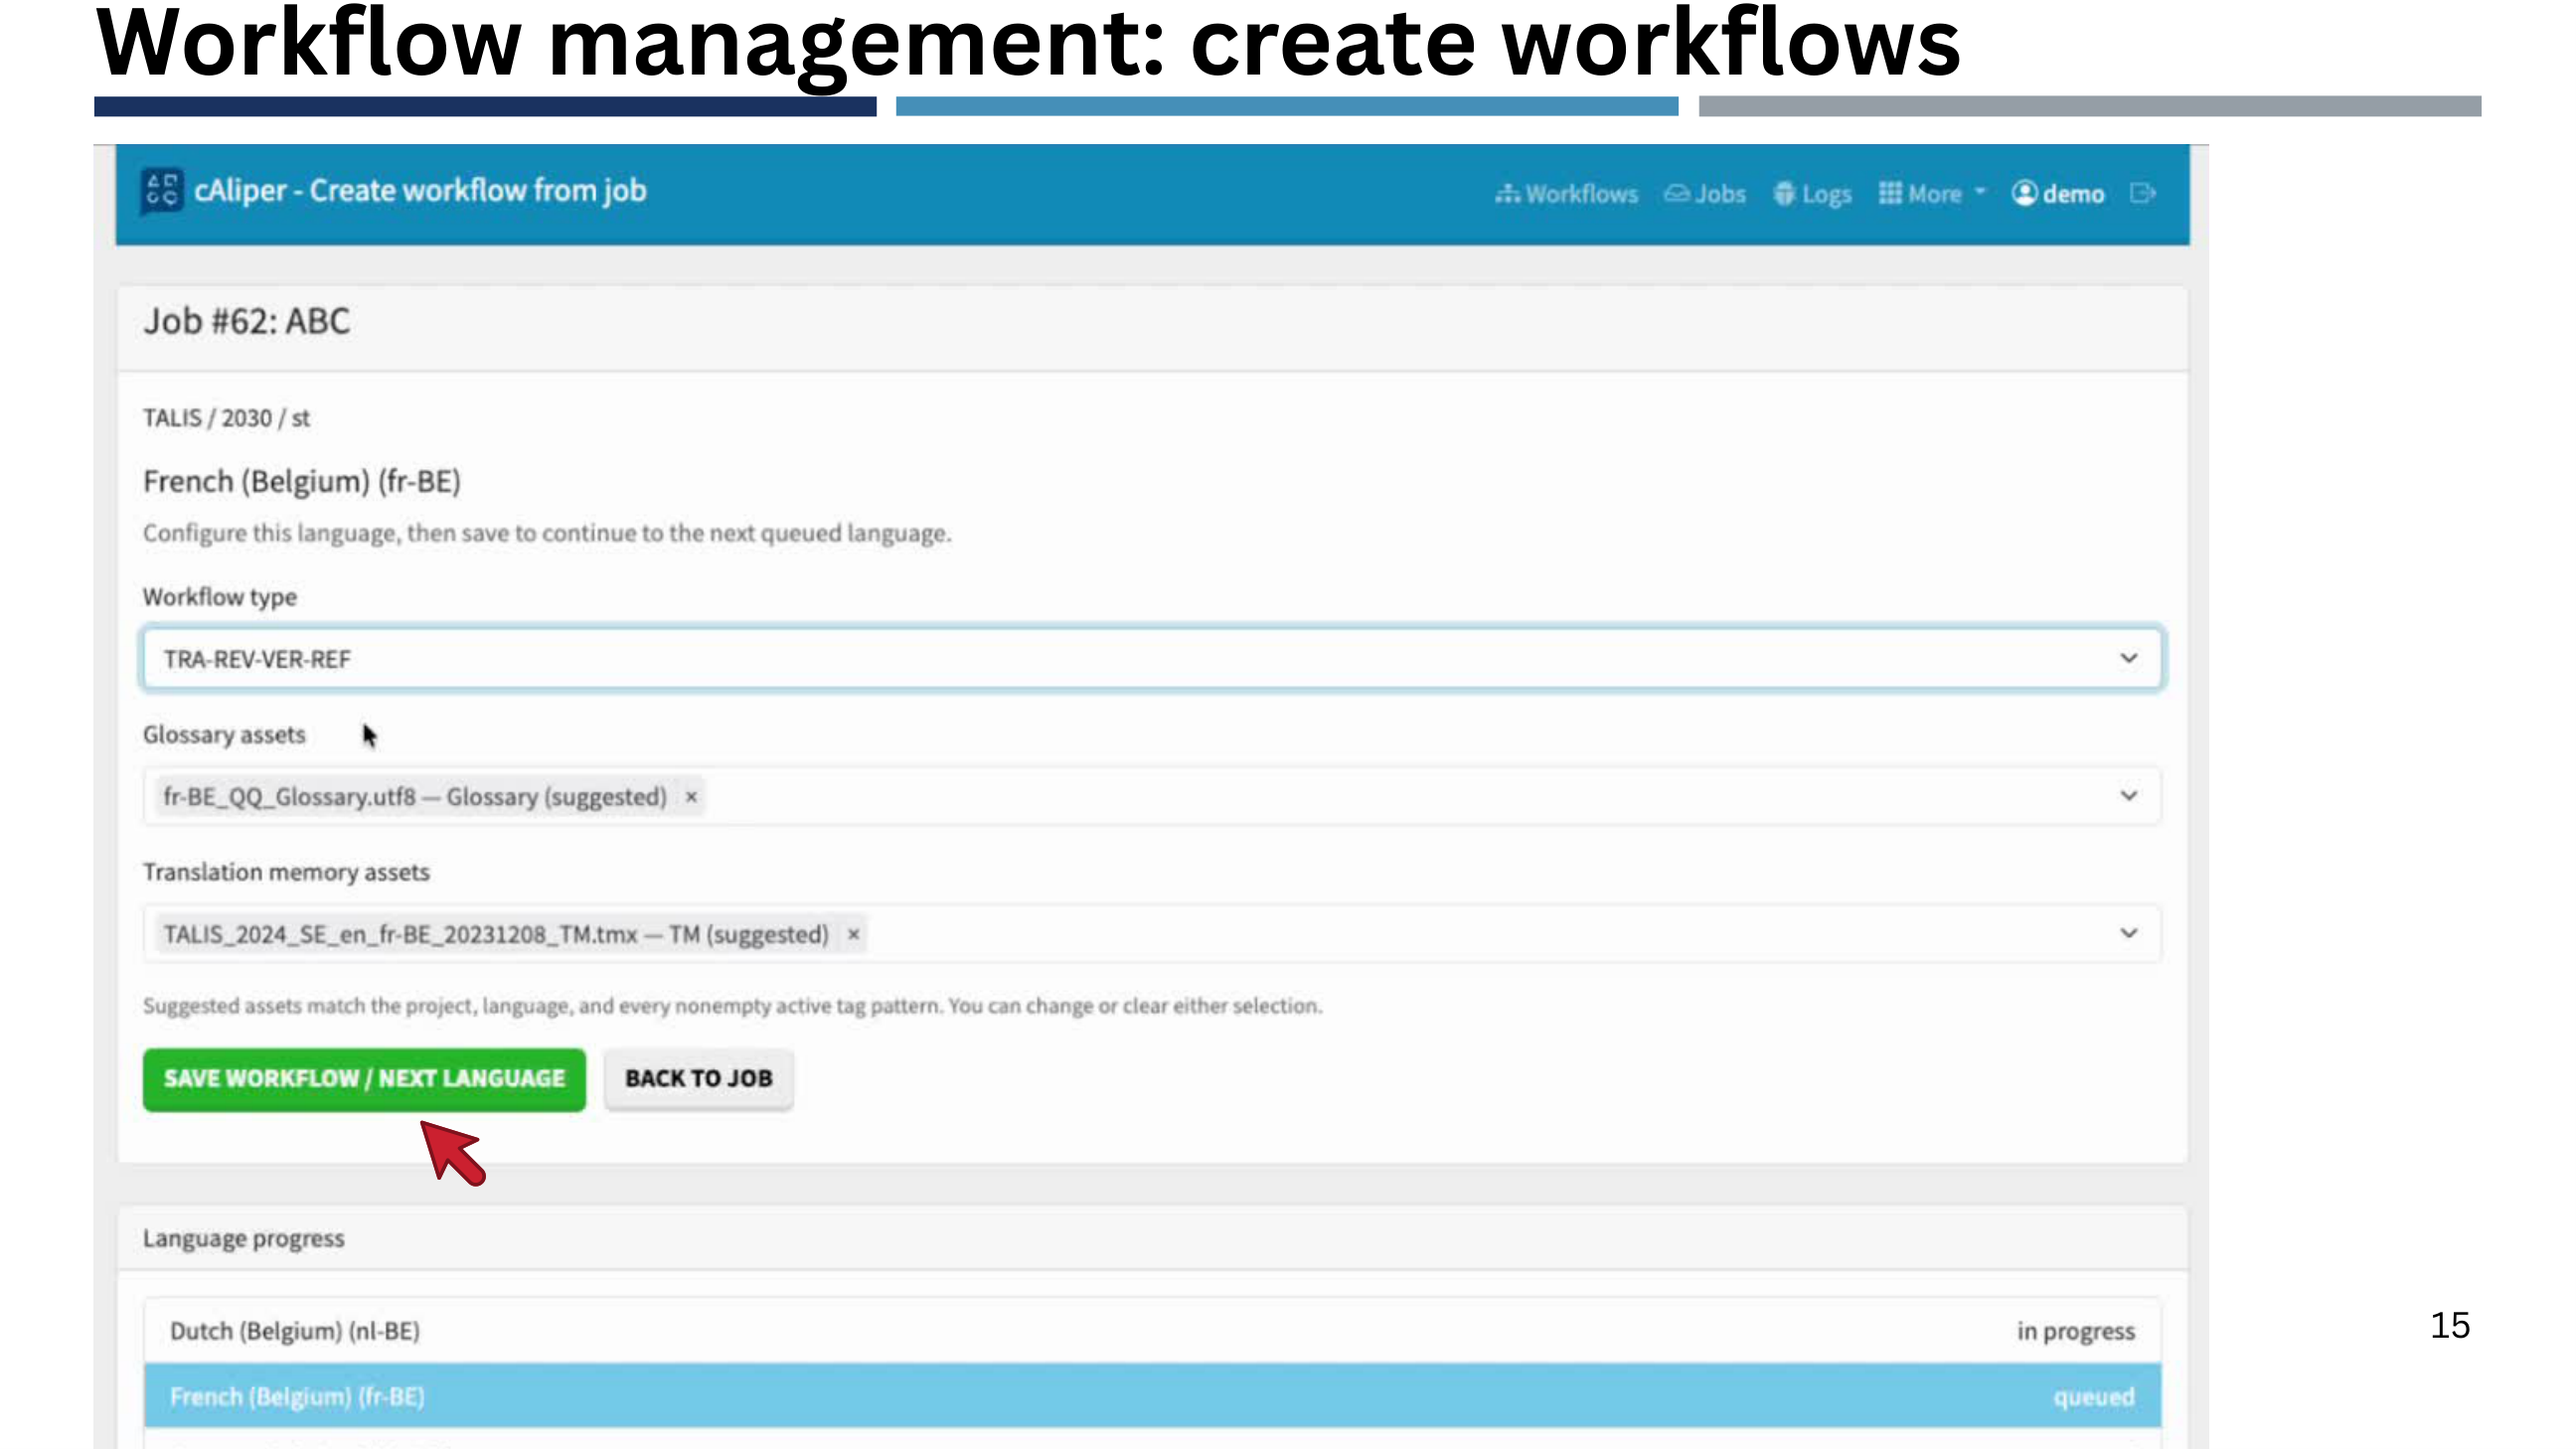 Workflow management: create workflows
cAliper - Create workflow from job
Workflows Jobs Logs More demo
Job #62: ABC
TALIS / 2030 / st
French (Belgium) (fr-BE)
Configure this language, then save to continue to the next queued language.
Workflow type
TRA-REV-VER-REF
Glossary assets
fr-BE_QQ_Glossary.utf8 — Glossary (suggested) ×
Translation memory assets
TALIS_2024_SE_en_fr-BE_20231208_TM.tmx — TM (suggested) ×
Suggested assets match the project, language, and every nonempty active tag pattern. You can change or clear either selection.
SAVE WORKFLOW / NEXT LANGUAGE BACK TO JOB
Language progress
Dutch (Belgium) (nl-BE) in progress
French (Belgium) (fr-BE) queued
15